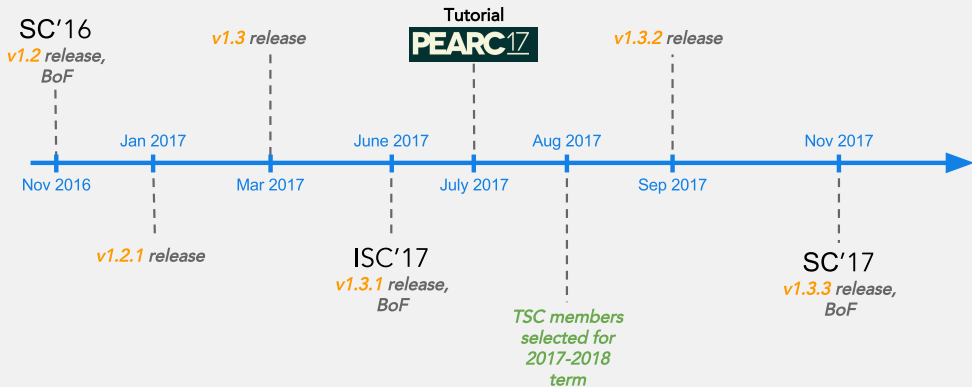 SC'16
v1.2 release,
BoF
v1.3 release
Tutorial
PEARC17
v1.3.2 release
Jan 2017
June 2017
Aug 2017
Nov 2017
Nov 2016
Mar 2017
July 2017
Sep 2017
v1.2.1 release
ISC'17
v1.3.1 release,
BoF
TSC members
selected for
2017-2018
term
SC'17
v1.3.3 release,
BoF